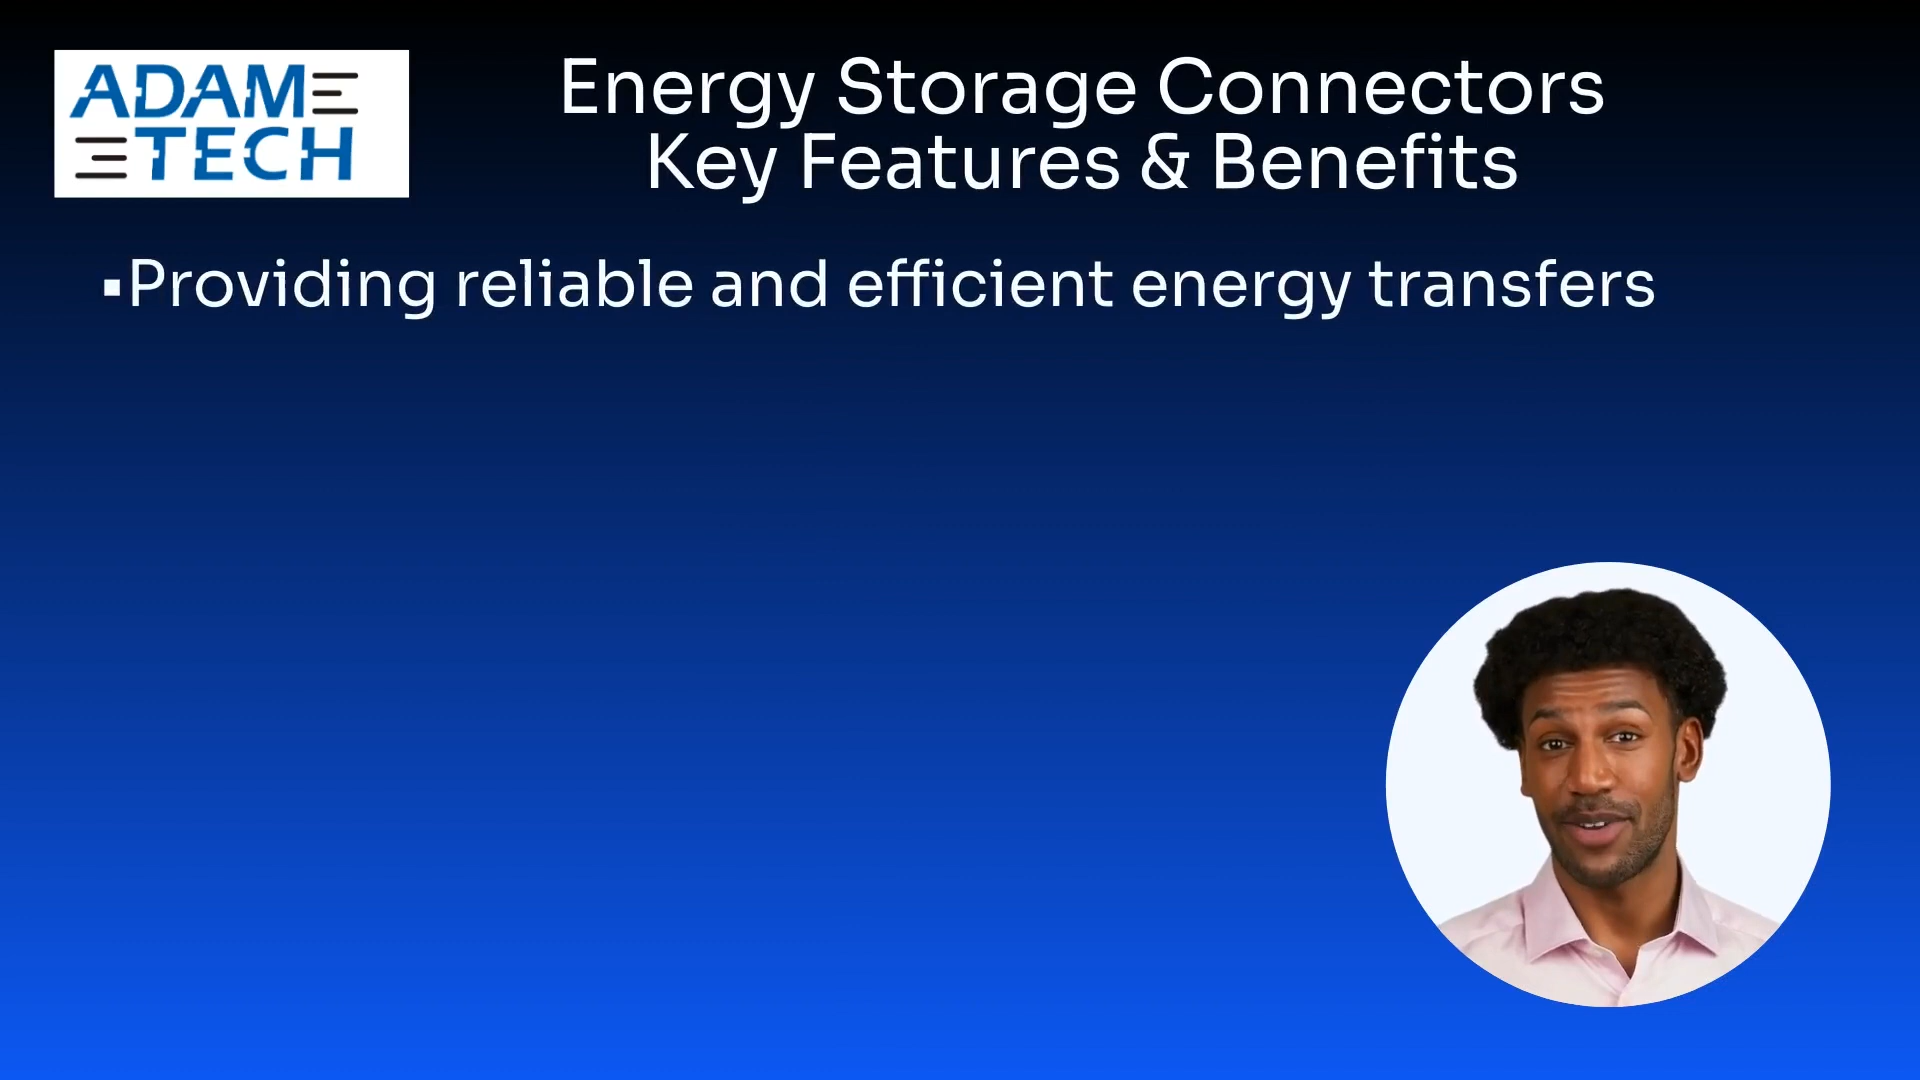 ADAM
TECH
Energy Storage Connectors
Key Features & Benefits
▪Providing reliable and efficient energy transfers